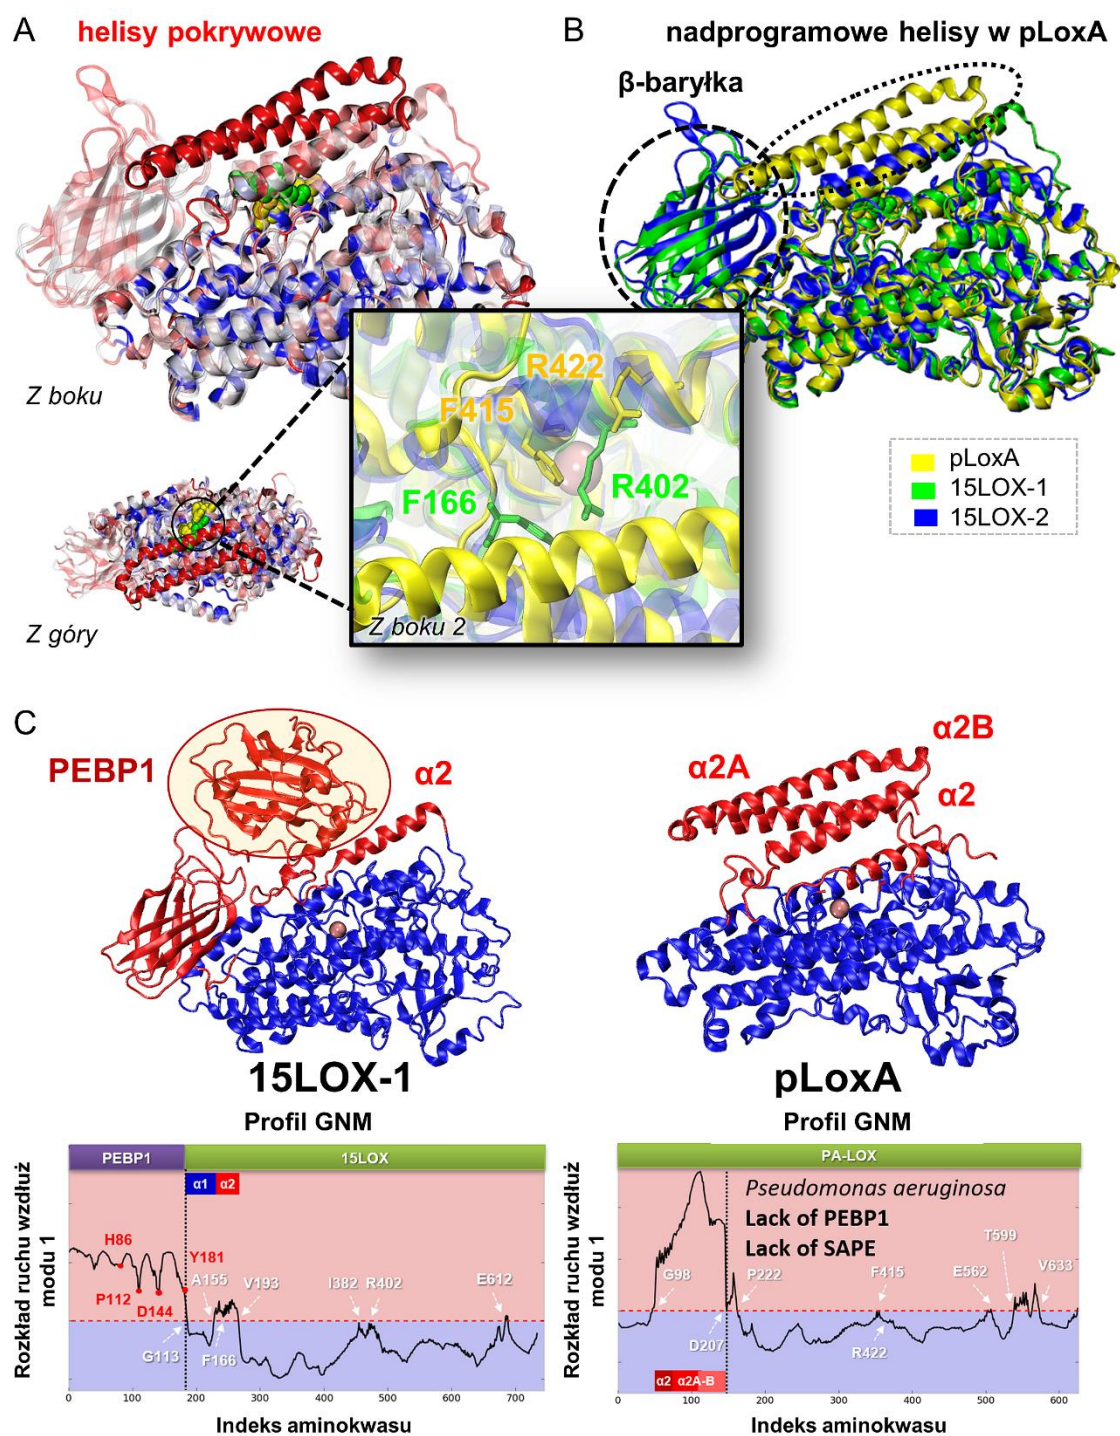 A
helisy pokrywowe
B
nadprogramowe helisy w pLoxA
β-baryłka
Z boku
R422
F415
F166
R402
Z boku 2
pLoxA
15LOX-1
15LOX-2
Z góry
C
PEBP1
α2
α2B
α2A
α2
15LOX-1
pLoxA
Profil GNM
Profil GNM
Rozkład ruchu wzdłuż
modu 1
PEBP1
15LOX
α1
α2
H86
Y181
A155
V193
I382
R402
E612
P112
D144
G113
F166
0
100
200
300
400
500
600
700
Indeks aminokwasu
Rozkład ruchu wzdłuż
modu 1
PA-LOX
Pseudomonas aeruginosa
Lack of PEBP1
Lack of SAPE
T599
G98
P222
F415
E562
V633
D207
R422
α2
α2A-B
0
100
200
300
400
500
600
Indeks aminokwasu